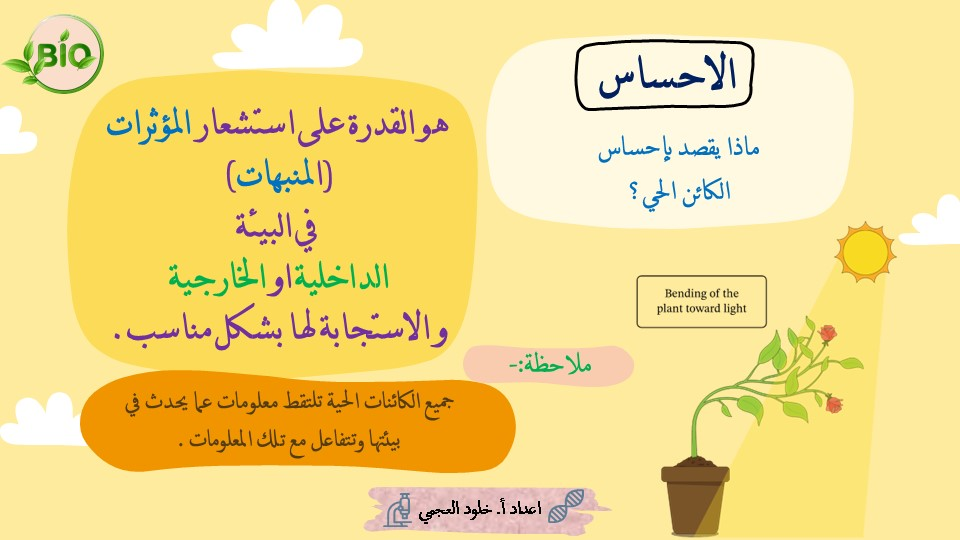 BIO
الاحساس
ماذا يقصد بإحساس
الكائن الحي ؟
هو القدرة على استشعار المؤثرات
(المنبهات)
في البيئة
الداخلية او الخارجية
والاستجابة لها بشكل مناسب .
Bending of the
plant toward light
ملاحظة:-
جميع الكائنات الحية تلتقط معلومات عما يحدث في
بيئتها وتتفاعل مع تلك المعلومات .
اعداد أ. خلود العجمي